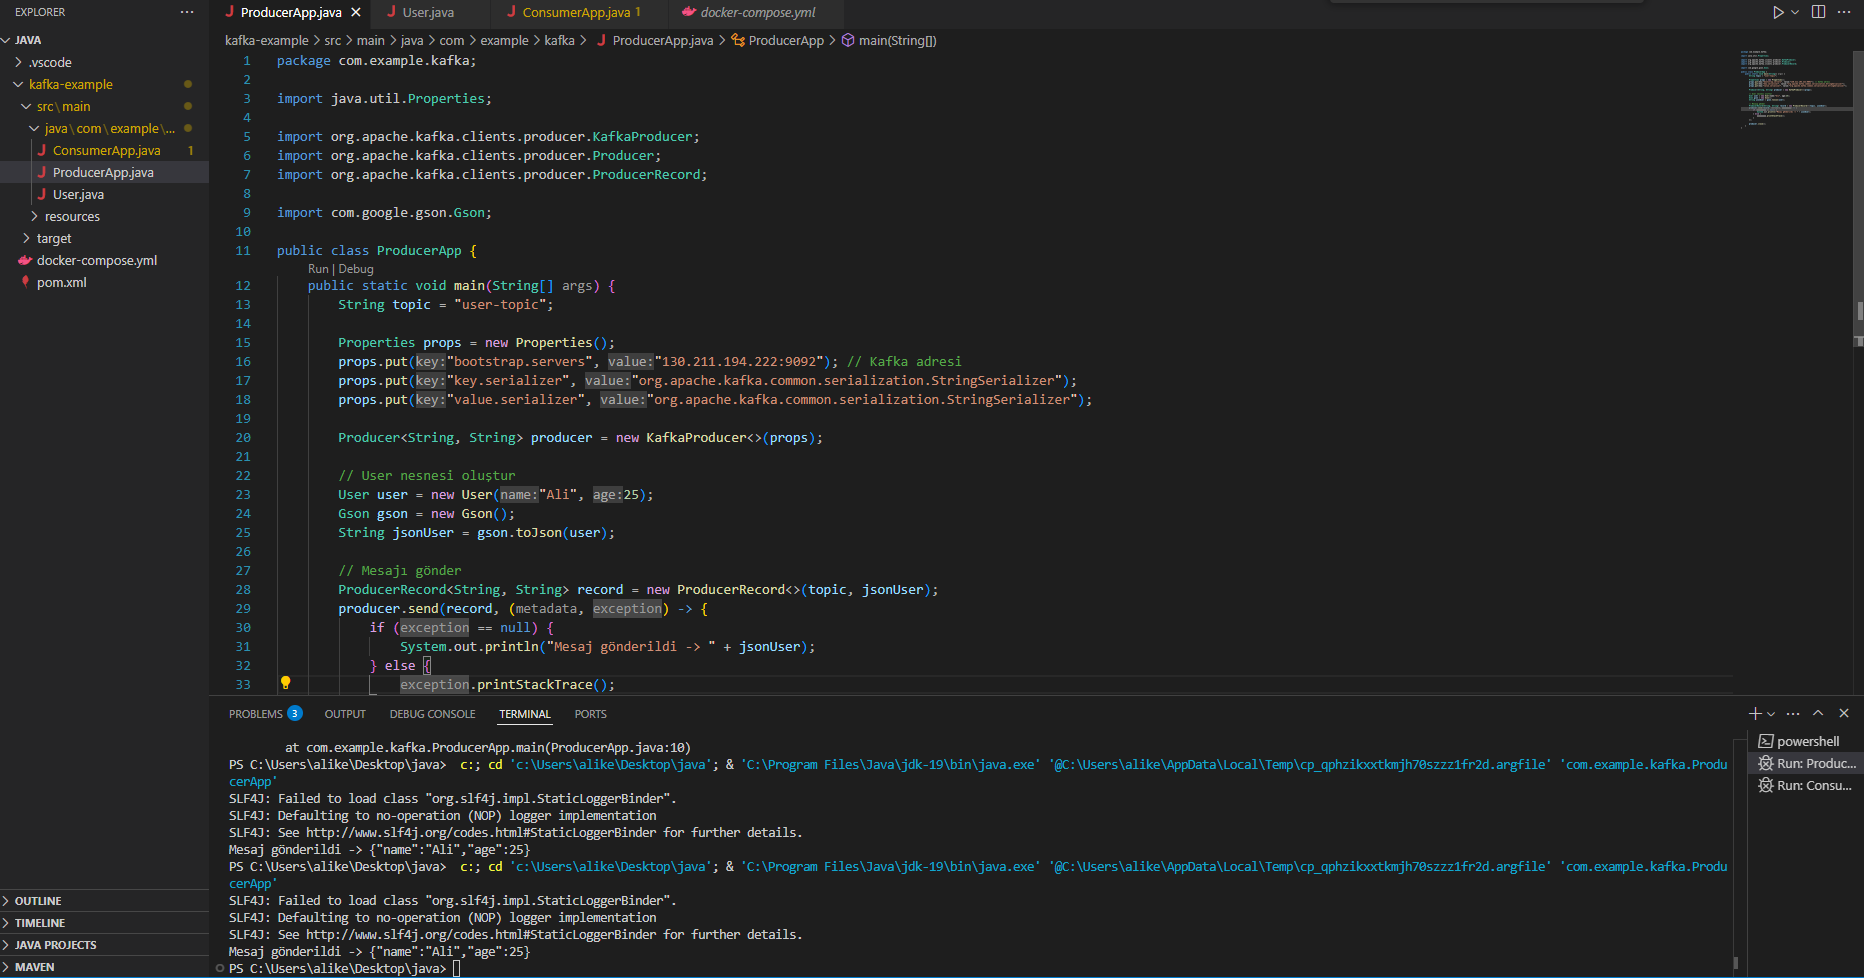 EXPLORER
JAVA
.vscode
kafka-example
src\main
java\com\example\...
ConsumerApp.java 1
ProducerApp.java
User.java
resources
target
docker-compose.yml
pom.xml
OUTLINE
TIMELINE
JAVA PROJECTS
MAVEN
ProducerApp.java User.java ConsumerApp.java 1 docker-compose.yml
kafka-example > src > main > java > com > example > kafka > ProducerApp.java > ProducerApp > main(String[])
1 package com.example.kafka;
2
3 import java.util.Properties;
4
5 import org.apache.kafka.clients.producer.KafkaProducer;
6 import org.apache.kafka.clients.producer.Producer;
7 import org.apache.kafka.clients.producer.ProducerRecord;
8
9 import com.google.gson.Gson;
10
11 public class ProducerApp {
Run | Debug
12 public static void main(String[] args) {
13 String topic = "user-topic";
14
15 Properties props = new Properties();
16 props.put(key:"bootstrap.servers", value:"130.211.194.222:9092"); // Kafka adresi
17 props.put(key:"key.serializer", value:"org.apache.kafka.common.serialization.StringSerializer");
18 props.put(key:"value.serializer", value:"org.apache.kafka.common.serialization.StringSerializer");
19
20 Producer<String, String> producer = new KafkaProducer<>(props);
21
22 // User nesnesi oluştur
23 User user = new User(name:"Ali", age:25);
24 Gson gson = new Gson();
25 String jsonUser = gson.toJson(user);
26
27 // Mesajı gönder
28 ProducerRecord<String, String> record = new ProducerRecord<>(topic, jsonUser);
29 producer.send(record, (metadata, exception) -> {
30 if (exception == null) {
31 System.out.println("Mesaj gönderildi -> " + jsonUser);
32 } else {
33 exception.printStackTrace();
PROBLEMS 3 OUTPUT DEBUG CONSOLE TERMINAL PORTS
at com.example.kafka.ProducerApp.main(ProducerApp.java:10)
PS C:\Users\alike\Desktop\java> c:; cd 'c:\Users\alike\Desktop\java'; & 'C:\Program Files\Java\jdk-19\bin\java.exe' '@C:\Users\alike\AppData\Local\Temp\cp_qphzikxxtkmjh70szzz1fr2d.argfile' 'com.example.kafka.Produ
cerApp'
SLF4J: Failed to load class "org.slf4j.impl.StaticLoggerBinder".
SLF4J: Defaulting to no-operation (NOP) logger implementation
SLF4J: See http://www.slf4j.org/codes.html#StaticLoggerBinder for further details.
Mesaj gönderildi -> {"name":"Ali","age":25}
PS C:\Users\alike\Desktop\java> c:; cd 'c:\Users\alike\Desktop\java'; & 'C:\Program Files\Java\jdk-19\bin\java.exe' '@C:\Users\alike\AppData\Local\Temp\cp_qphzikxxtkmjh70szzz1fr2d.argfile' 'com.example.kafka.Produ
cerApp'
SLF4J: Failed to load class "org.slf4j.impl.StaticLoggerBinder".
SLF4J: Defaulting to no-operation (NOP) logger implementation
SLF4J: See http://www.slf4j.org/codes.html#StaticLoggerBinder for further details.
Mesaj gönderildi -> {"name":"Ali","age":25}
PS C:\Users\alike\Desktop\java>
powershell
Run: Produc...
Run: Consu...